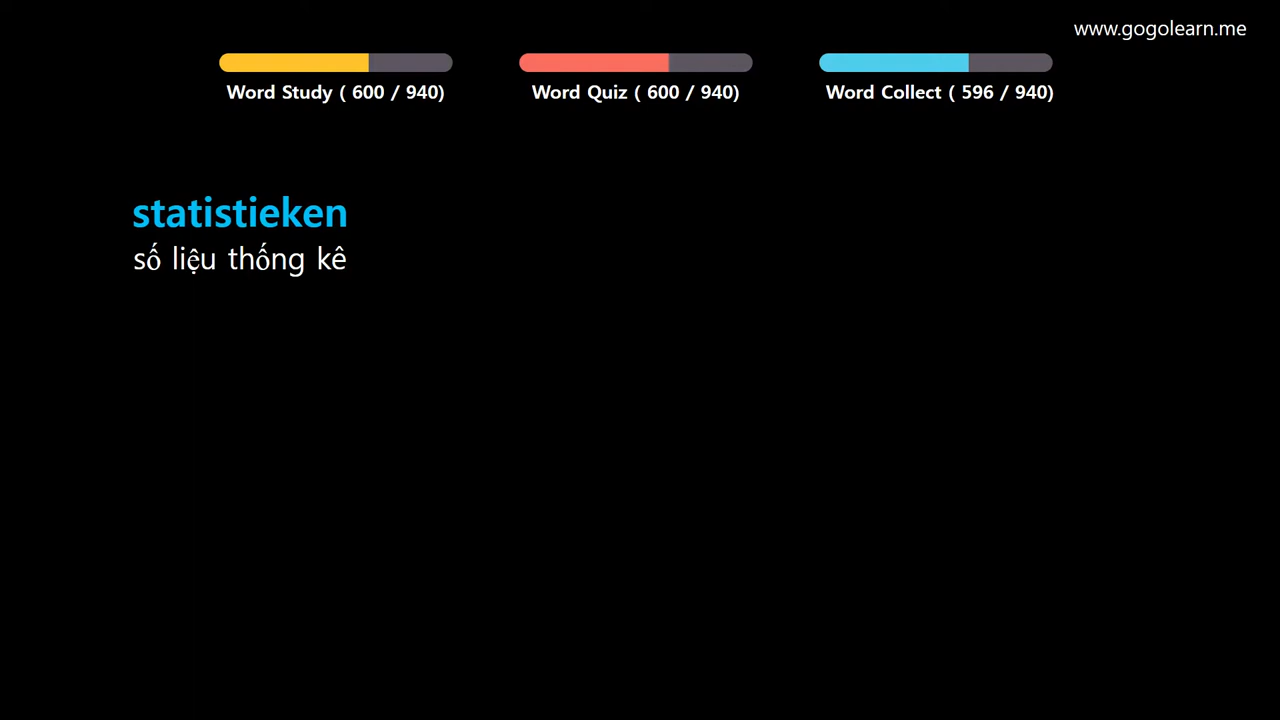 www.gogolearn.me
Word Study ( 600 / 940)
Word Quiz ( 600 / 940)
Word Collect ( 596 / 940)
statistieken
số liệu thống kê